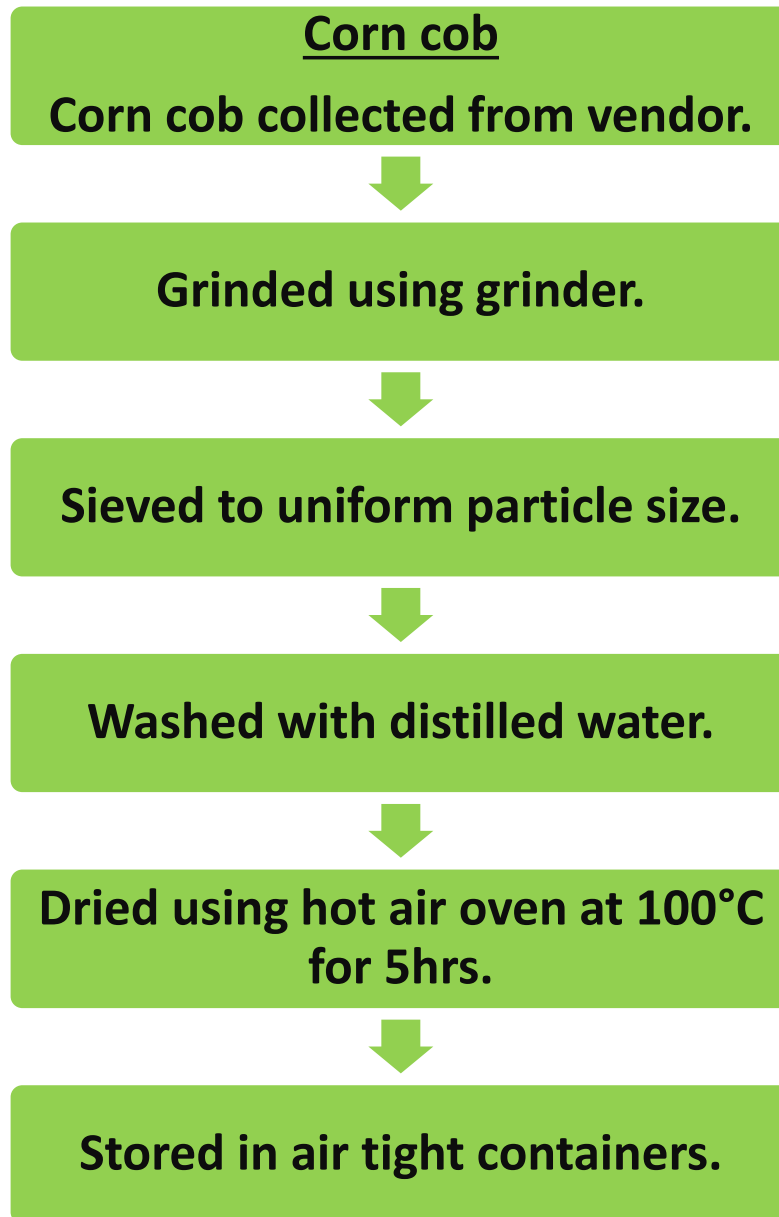 Corn cob
Corn cob collected from vendor.
Grinded using grinder.
Sieved to uniform particle size.
Washed with distilled water.
Dried using hot air oven at 100°C
for 5hrs.
Stored in air tight containers.